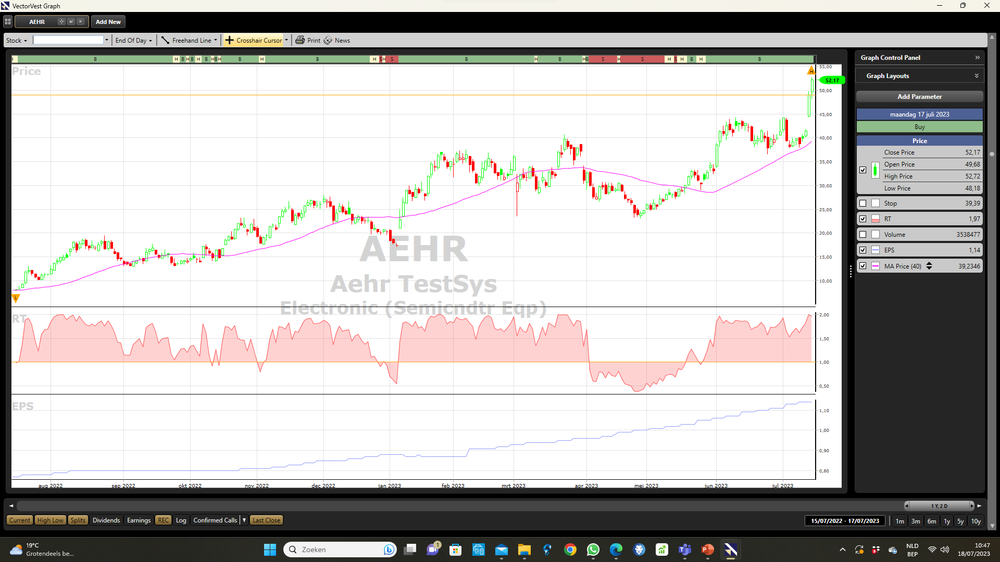 VectorVest Graph
AEHR Add New
Stock End Of Day Freehand Line Crosshair Cursor Print News
B H B H B H B H B H B H B H S H S B H B H B S H S H S H B H B
Price
AEHR
Aehr TestSys
Electronic (Semicndtr Eqp)
H
L
55,00
52,17
50,00
45,00
40,00
35,00
30,00
25,00
20,00
15,00
10,00
RT
2,00
1,50
1,00
0,50
EPS
1,10
1,00
0,90
0,80
aug 2022 sep 2022 okt 2022 nov 2022 dec 2022 jan 2023 feb 2023 mrt 2023 apr 2023 mei 2023 jun 2023 jul 2023
Graph Control Panel
Graph Layouts
Add Parameter
maandag 17 juli 2023
Buy
Price
Close Price 52,17
Open Price 49,68
High Price 52,72
Low Price 48,18
Stop 39,39
RT 1,97
Volume 3538477
EPS 1,14
MA Price (40) 39,2346
1 Y, 2 D
Current High Low Splits Dividends Earnings REC Log Confirmed Calls Last Close 15/07/2022 - 17/07/2023 1m 3m 6m 1y 5y 10y
19°C
Grotendeels be...
Zoeken
1
NLD
BEP
10:47
18/07/2023